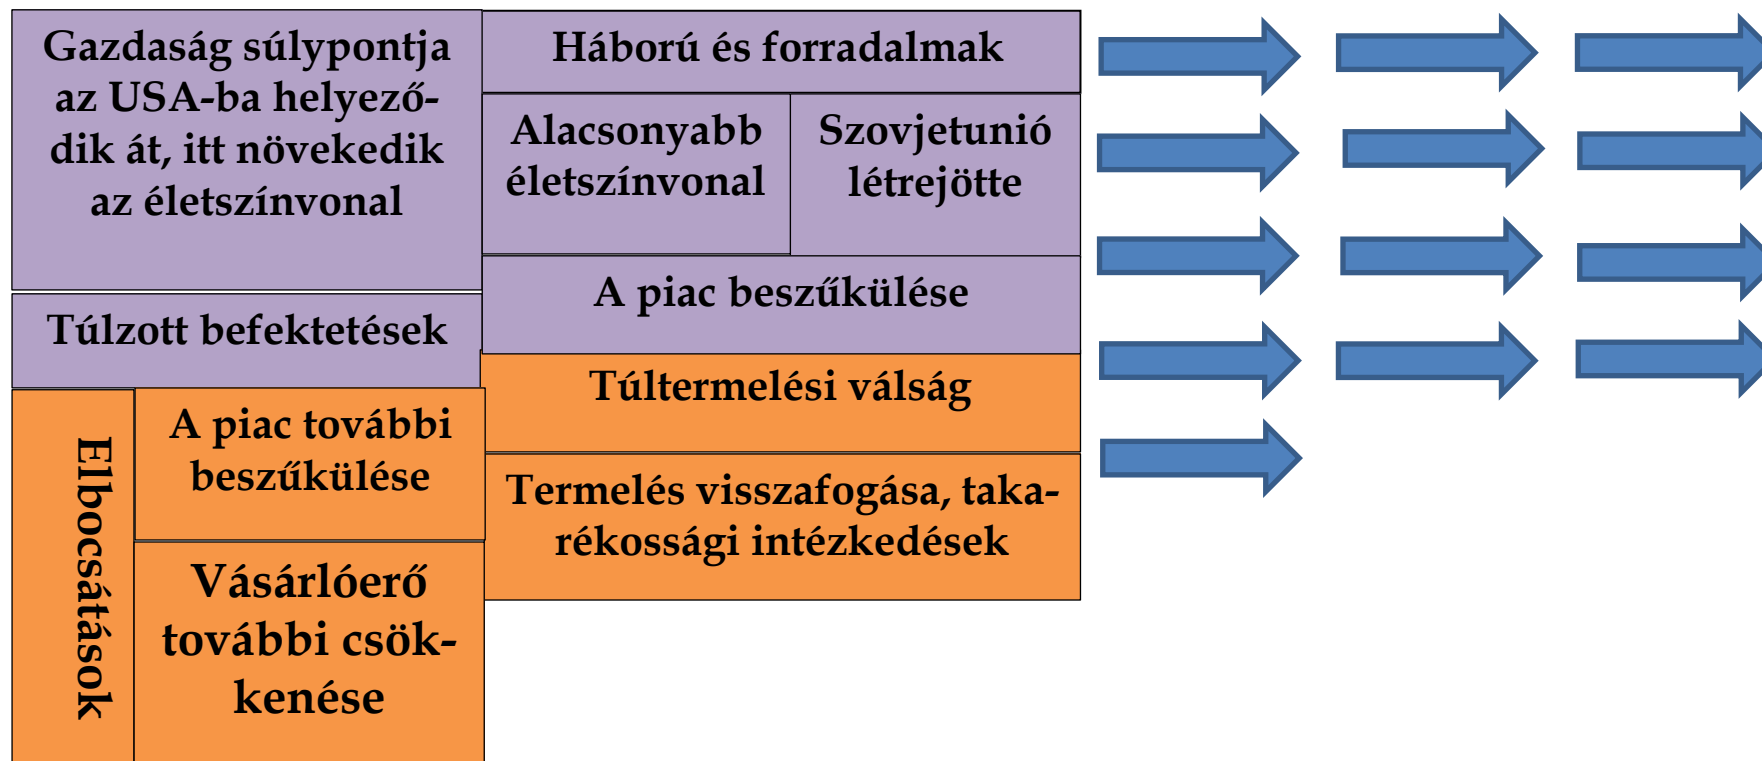 Gazdaság súlypontja
az USA-ba helyező-
dik át, itt növekedik
az életszínvonal
Háború és forradalmak
Alacsonyabb
életszínvonal
Szovjetunió
létrejötte
A piac beszűkülése
Túlzott befektetések
Túltermelési válság
Elbocsátások
A piac további
beszűkülése
Termelés visszafogása, taka-
rékossági intézkedések
Vásárlóerő
további csök-
kenése